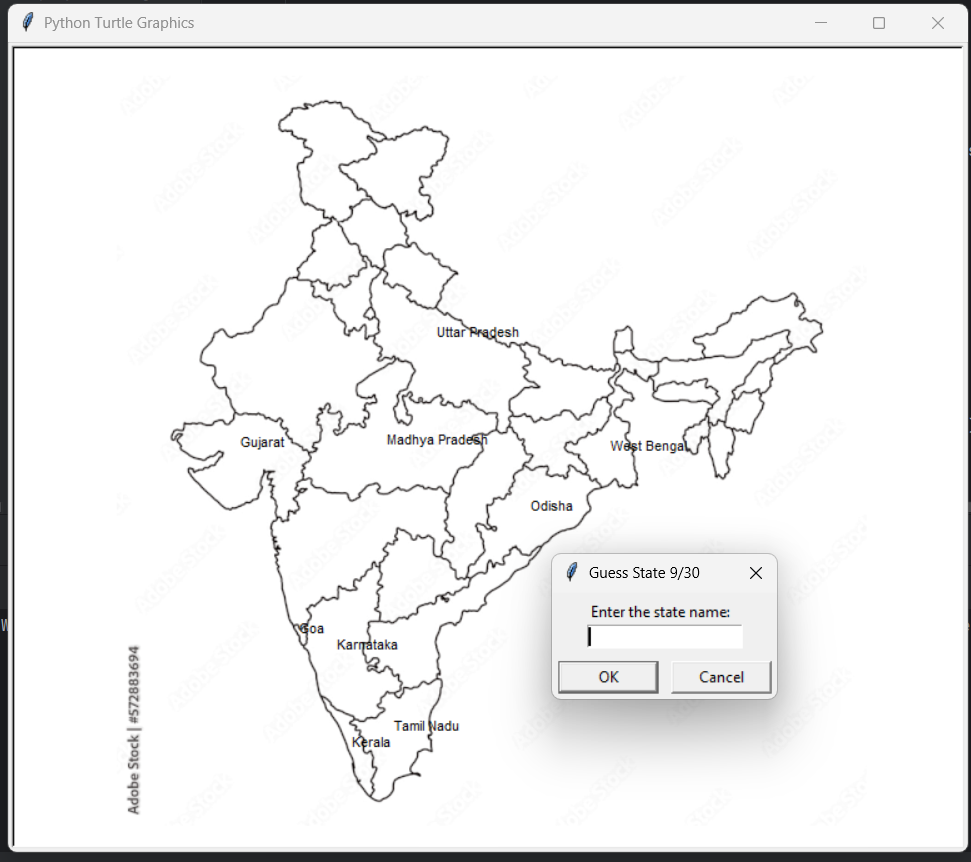 Python Turtle Graphics
Uttar Pradesh
Gujarat
Madhya Pradesh
West Bengal
Odisha
Guess State 9/30
Enter the state name:
OK
Cancel
Goa
Karnataka
Tamil Nadu
Kerala
Adobe Stock | #572883694